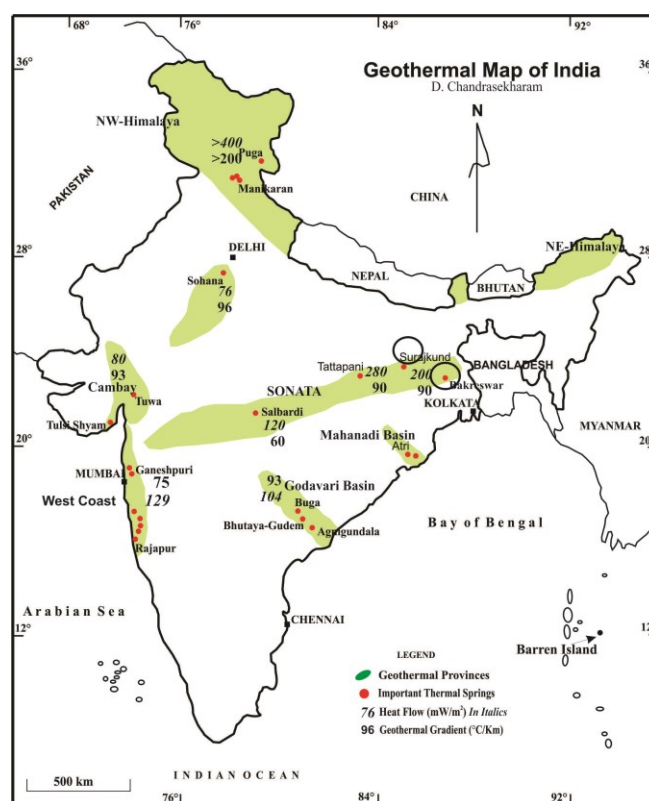 68°
76°
84°
92°
36°
36
Geothermal Map of India
D. Chandrasekharam
N
NW-Himalaya
>400
>200
Puga
Manikaran
PAKISTAN
CHINA
28°
28
DELHI
NEPAL
NE-Himalaya
BHUTAN
Sohana
76
96
80
93
Cambay
Tuwa
Tulsi Shyam
Tattapani
280
90
Surajkund
200
90
Bakreswar
BANGLADESH
KOLKATA
SONATA
Salbardi
120
60
MYANMAR
20°
20
Mahanadi Basin
Atri
MUMBAI
Ganeshpuri
75
129
West Coast
Rajapur
93
104
Godavari Basin
Buga
Bhutaya-Gudem
Agnigundala
Bay of Bengal
Arabian Sea
CHENNAI
12°
12
Barren Island
LEGEND
Geothermal Provinces
Important Thermal Springs
76 Heat Flow (mW/m²) In Italics
96 Geothermal Gradient (°C/Km)
500 km
INDIAN OCEAN
76°
84°
92°